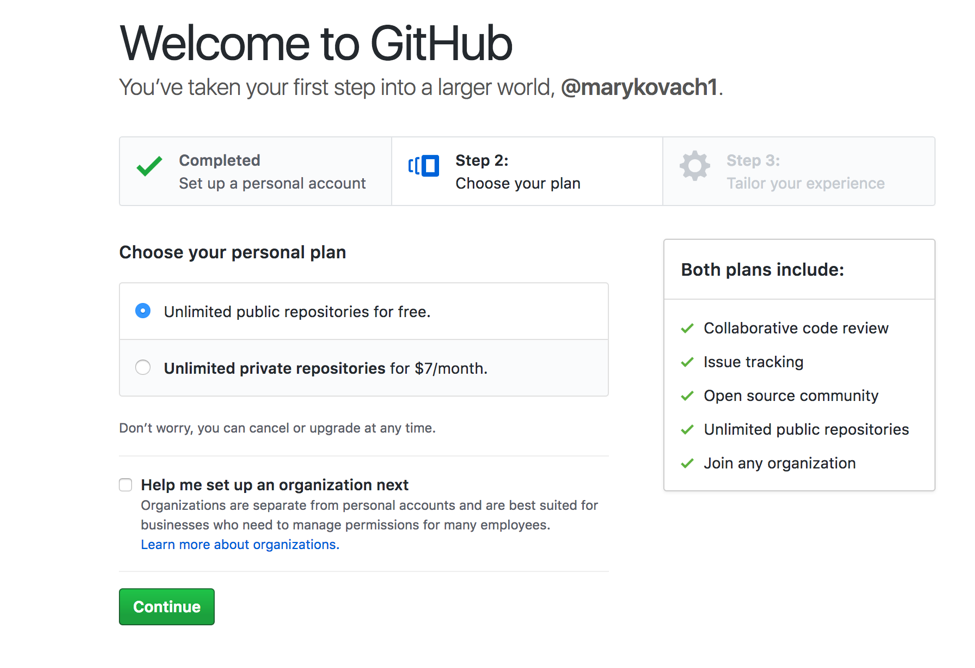 Welcome to GitHub
You’ve taken your first step into a larger world, @marykovach1.
Completed
Set up a personal account
Step 2:
Choose your plan
Step 3:
Tailor your experience
Choose your personal plan
Unlimited public repositories for free.
Unlimited private repositories for $7/month.
Don’t worry, you can cancel or upgrade at any time.
Help me set up an organization next
Organizations are separate from personal accounts and are best suited for
businesses who need to manage permissions for many employees.
Learn more about organizations.
Continue
Both plans include:
Collaborative code review
Issue tracking
Open source community
Unlimited public repositories
Join any organization